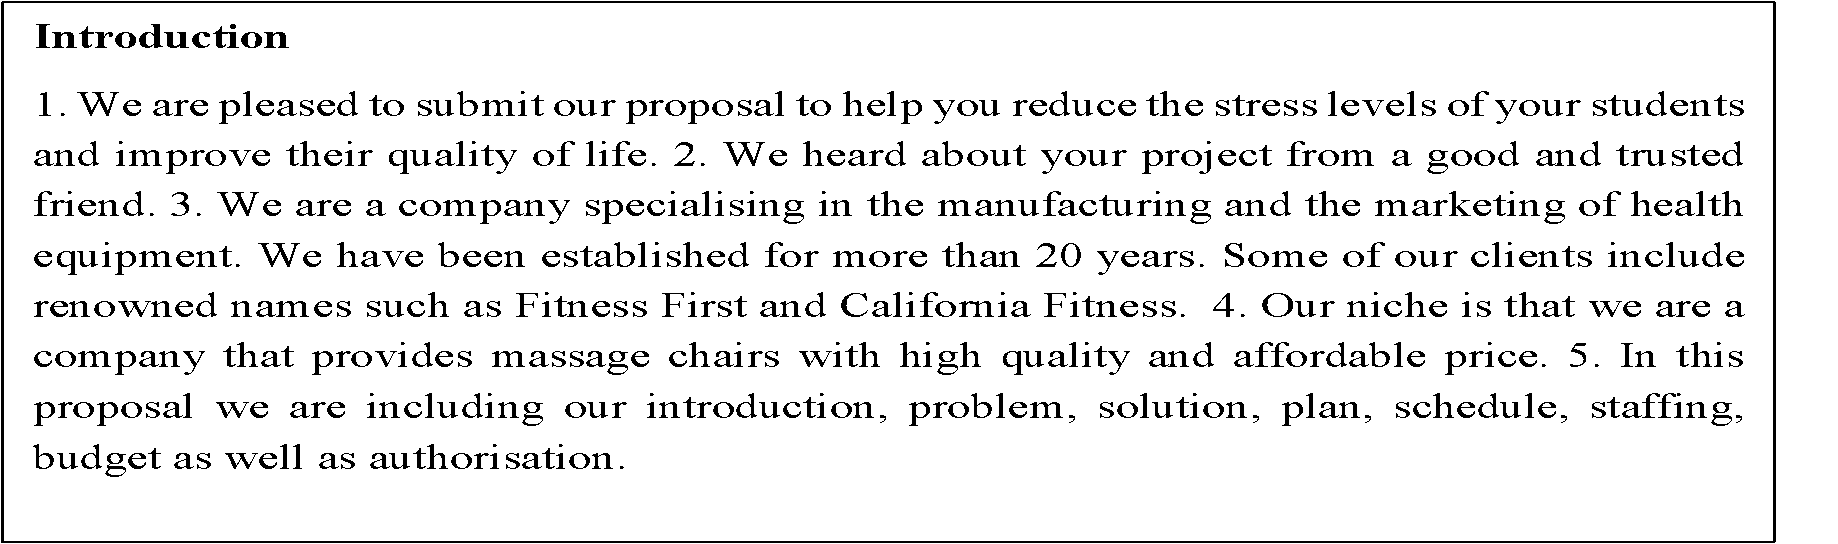 Introduction
1. We are pleased to submit our proposal to help you reduce the stress levels of your students
and improve their quality of life. 2. We heard about your project from a good and trusted
friend. 3. We are a company specialising in the manufacturing and the marketing of health
equipment. We have been established for more than 20 years. Some of our clients include
renowned names such as Fitness First and California Fitness. 4. Our niche is that we are a
company that provides massage chairs with high quality and affordable price. 5. In this
proposal we are including our introduction, problem, solution, plan, schedule, staffing,
budget as well as authorisation.